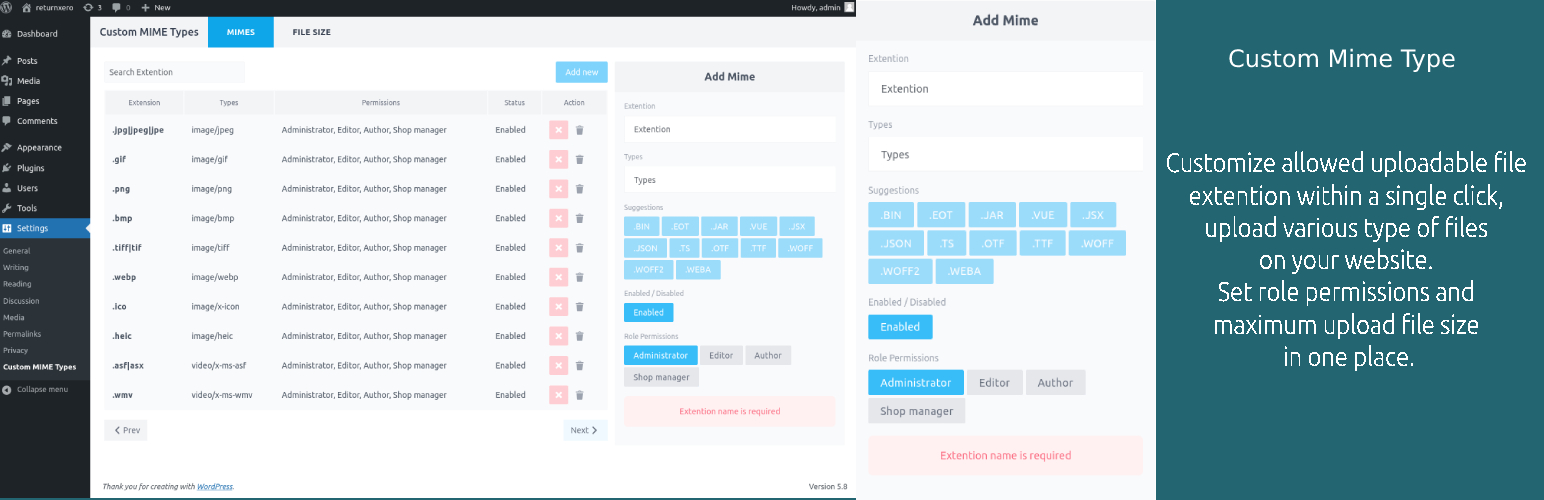 returnxero 3 0 New Howdy, admin
Dashboard
Posts
Media
Pages
Comments
Appearance
Plugins
Users
Tools
Settings
General
Writing
Reading
Discussion
Media
Permalinks
Privacy
Custom MIME Types
Collapse menu
Custom MIME Types MIMES FILE SIZE
Search Extention Add new
Extension Types Permissions Status Action
.jpg|jpeg|jpe image/jpeg Administrator, Editor, Author, Shop manager Enabled
.gif image/gif Administrator, Editor, Author, Shop manager Enabled
.png image/png Administrator, Editor, Author, Shop manager Enabled
.bmp image/bmp Administrator, Editor, Author, Shop manager Enabled
.tiff|tif image/tiff Administrator, Editor, Author, Shop manager Enabled
.webp image/webp Administrator, Editor, Author, Shop manager Enabled
.ico image/x-icon Administrator, Editor, Author, Shop manager Enabled
.heic image/heic Administrator, Editor, Author, Shop manager Enabled
.asf|asx video/x-ms-asf Administrator, Editor, Author, Shop manager Enabled
.wmv video/x-ms-wmv Administrator, Editor, Author, Shop manager Enabled
Prev Next
Thank you for creating with WordPress. Version 5.8
Add Mime
Extention
Extention
Types
Types
Suggestions
.BIN .EOT .JAR .VUE .JSX
.JSON .TS .OTF .TTF .WOFF
.WOFF2 .WEBA
Enabled / Disabled
Enabled
Role Permissions
Administrator Editor Author
Shop manager
Extention name is required
Add Mime
Extention
Extention
Types
Types
Suggestions
.BIN .EOT .JAR .VUE .JSX
.JSON .TS .OTF .TTF .WOFF
.WOFF2 .WEBA
Enabled / Disabled
Enabled
Role Permissions
Administrator Editor Author
Shop manager
Extention name is required
Custom Mime Type
Customize allowed uploadable file
extention within a single click,
upload various type of files
on your website.
Set role permissions and
maximum upload file size
in one place.